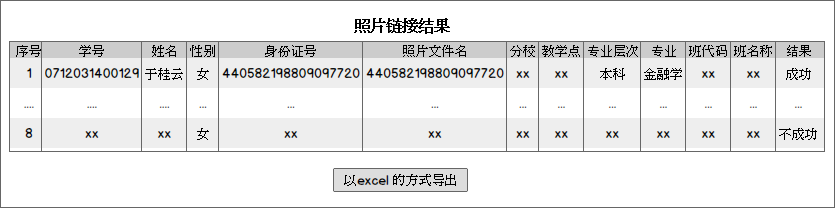 照片链接结果
序号 学号 姓名 性别 身份证号 照片文件名 分校 教学点 专业层次 专业 班代码 班名称 结果
1 0712031400129 于桂云 女 440582198809097720 440582198809097720 xx xx 本科 金融学 xx xx 成功
.... ... ... ... ... ... ... ... ... ... ... ... ...
8 xx xx 女 xx xx xx xx xx xx xx xx 不成功
以excel 的方式导出